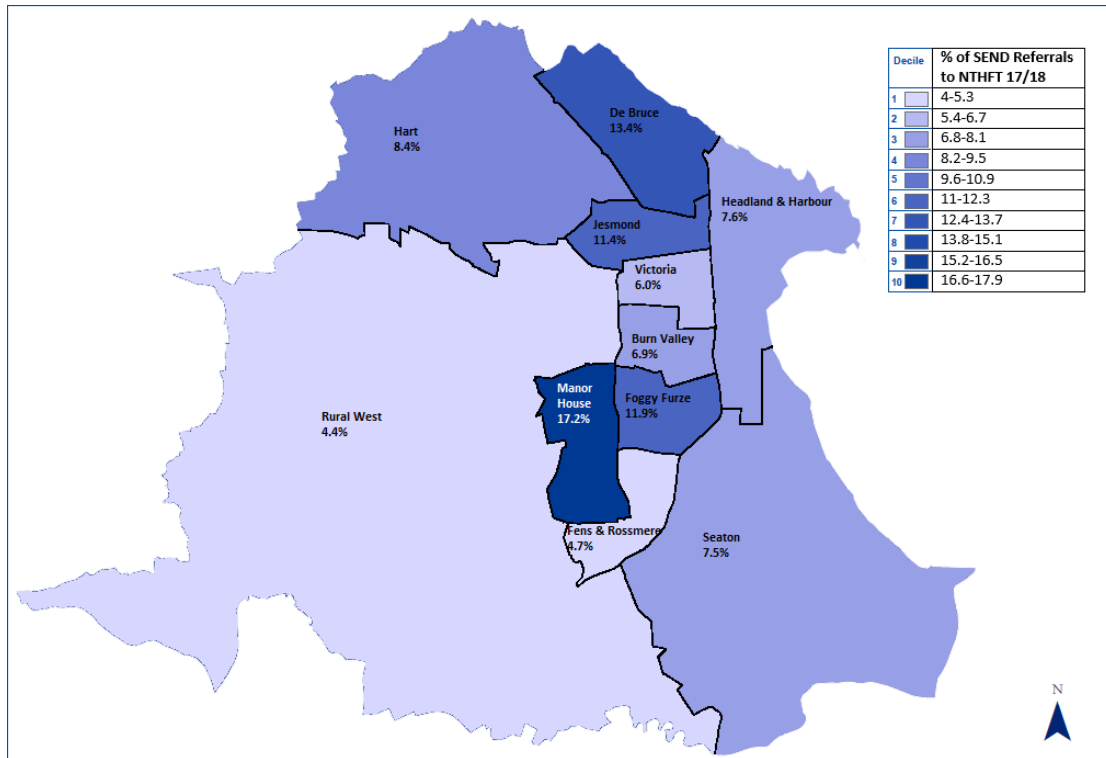 Decile % of SEND Referrals
to NTHFT 17/18
1 4-5.3
2 5.4-6.7
3 6.8-8.1
4 8.2-9.5
5 9.6-10.9
6 11-12.3
7 12.4-13.7
8 13.8-15.1
9 15.2-16.5
10 16.6-17.9
De Bruce
13.4%
Hart
8.4%
Headland & Harbour
7.6%
Jesmond
11.4%
Victoria
6.0%
Burn Valley
6.9%
Manor
House
17.2%
Foggy Furze
11.9%
Rural West
4.4%
Fens & Rossmere
4.7%
Seaton
7.5%
N